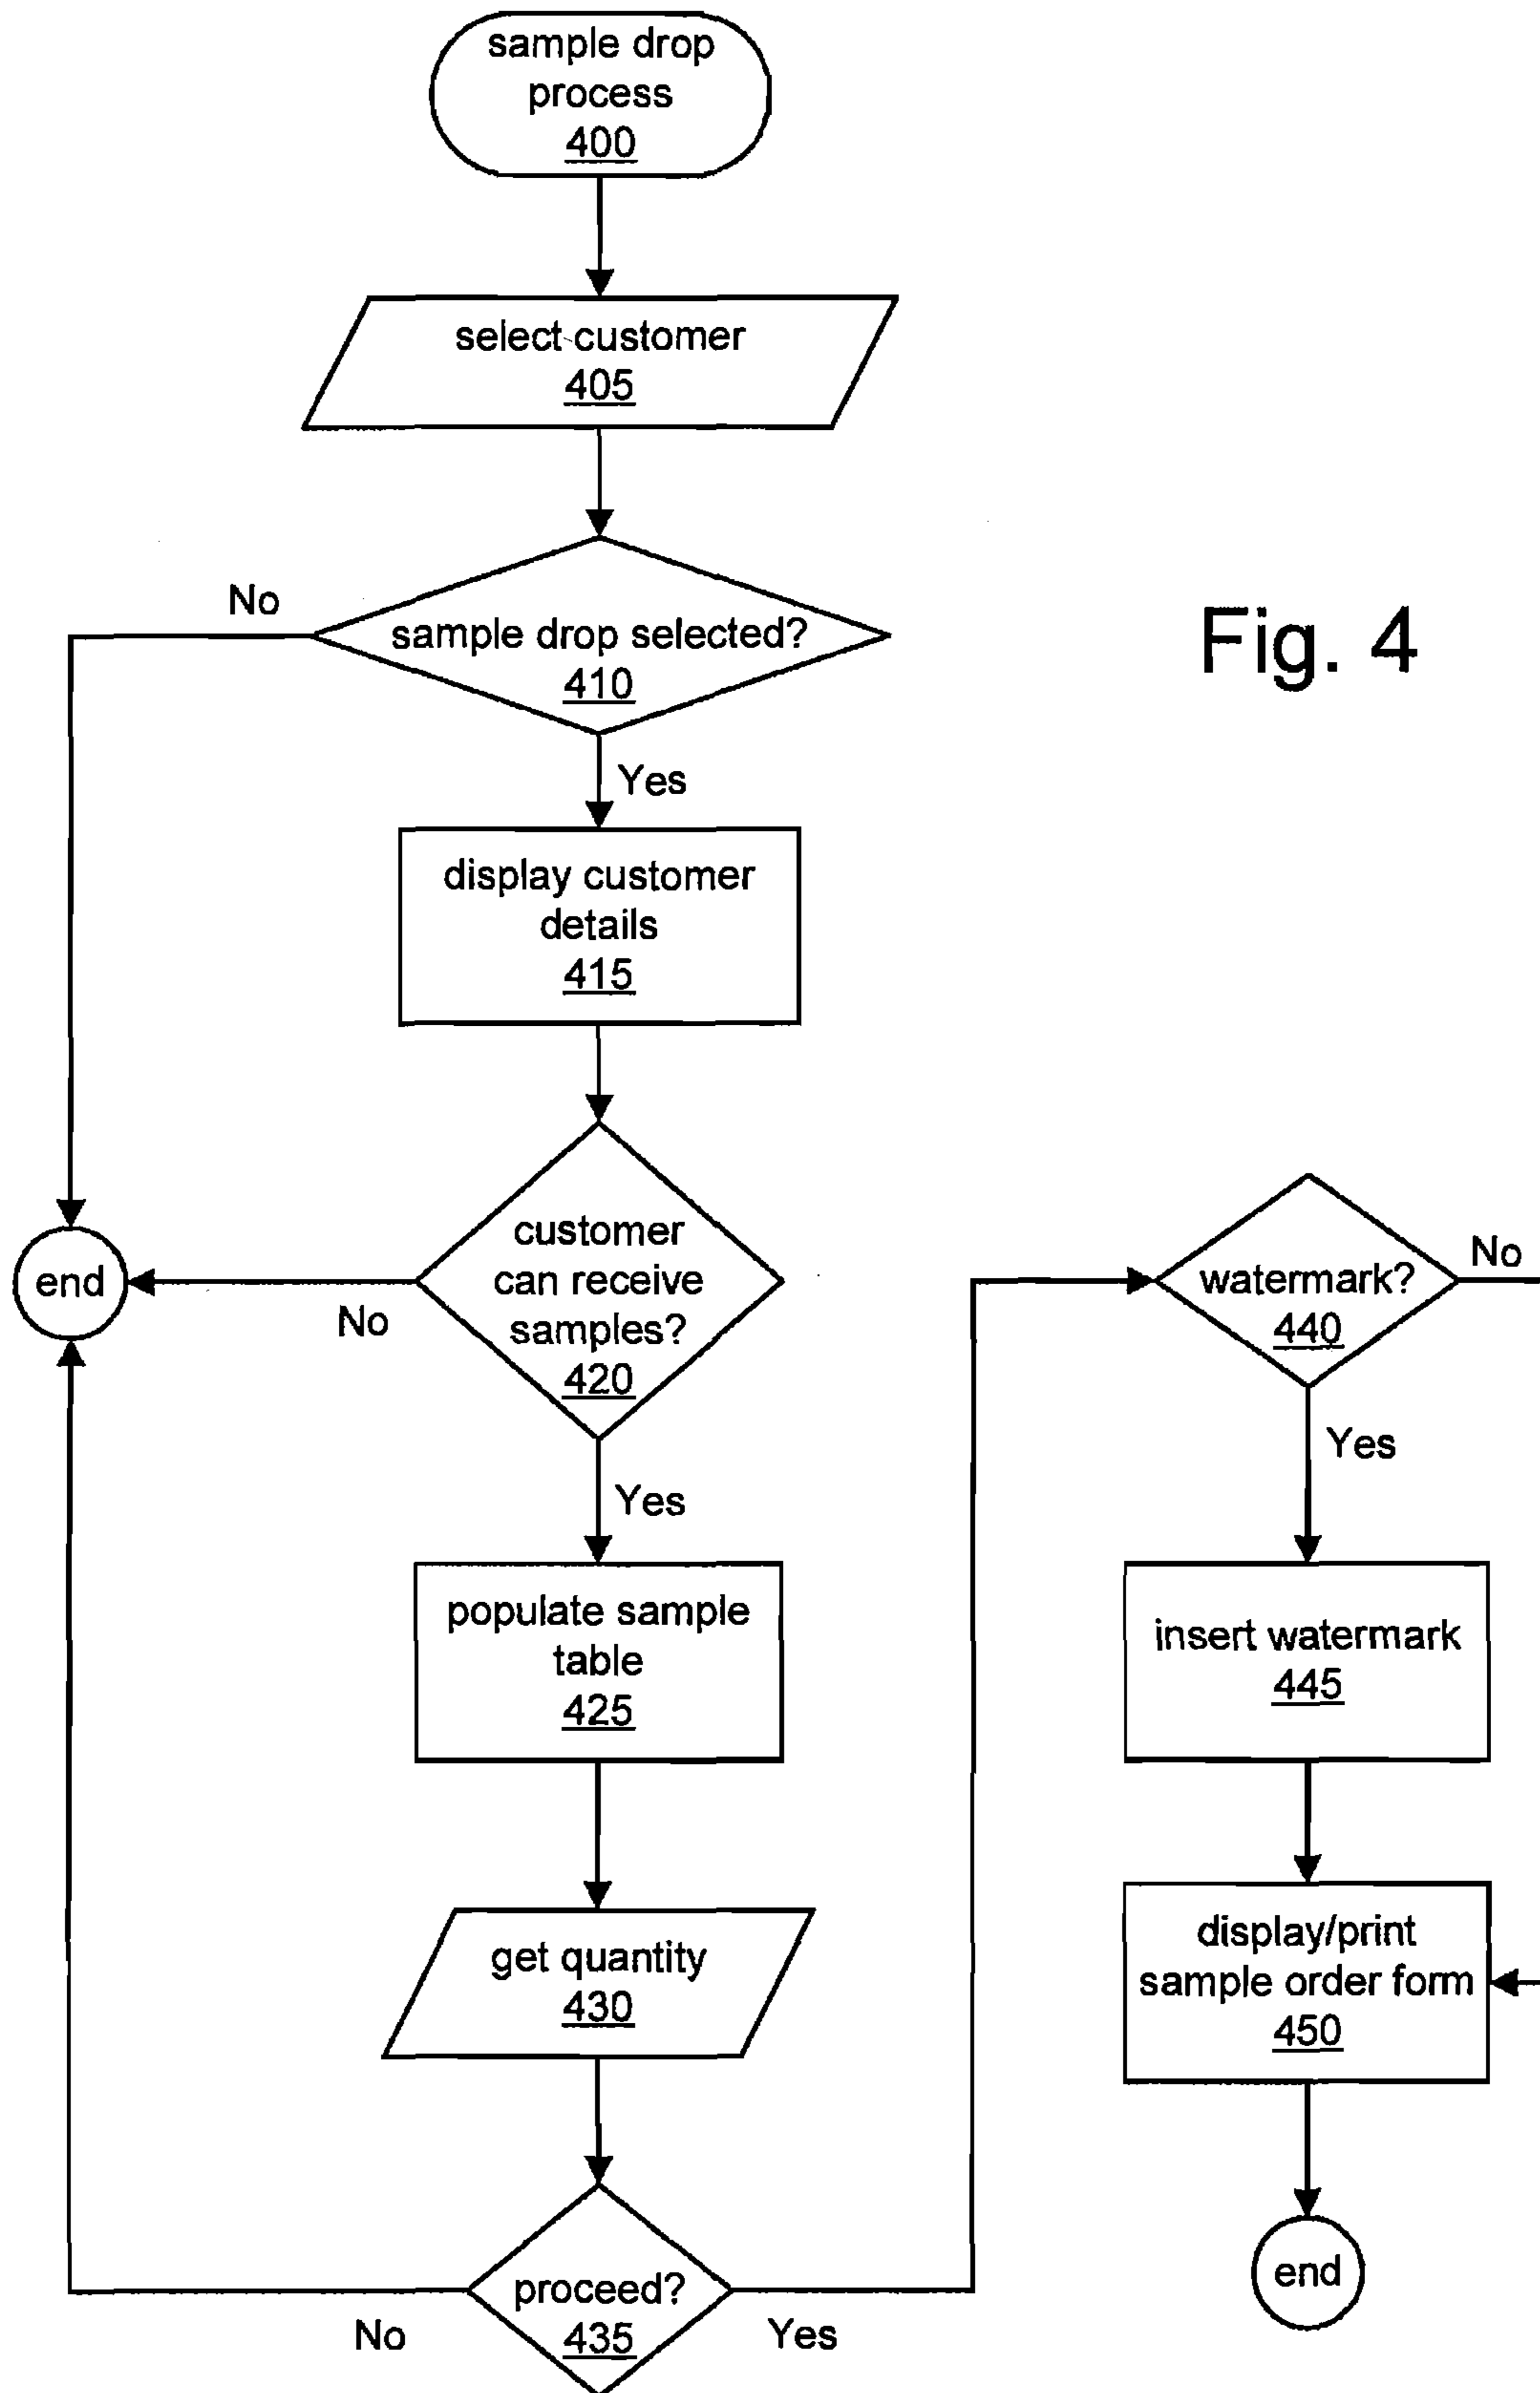 sample drop
process
400
select customer
405
No
sample drop selected?
410
Fig. 4
Yes
display customer
details
415
customer
can receive
samples?
420
end
No
Yes
populate sample
table
425
get quantity
430
proceed?
435
No
Yes
watermark?
440
No
Yes
insert watermark
445
display/print
sample order form
450
end